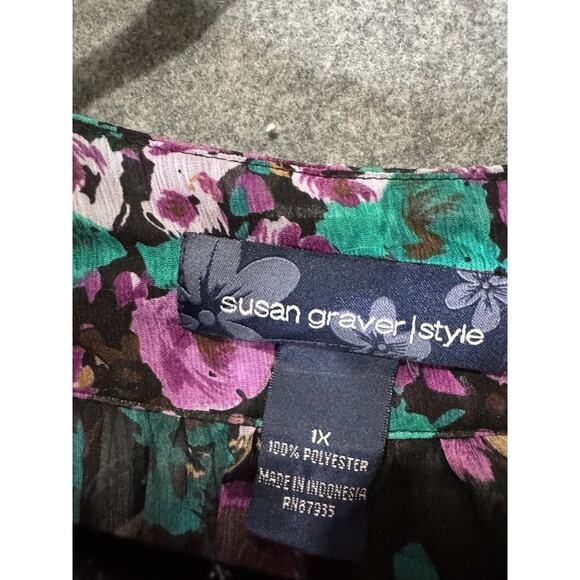 susan graver|style
1X
100% POLYESTER
MADE IN INDONESIA
RN87935